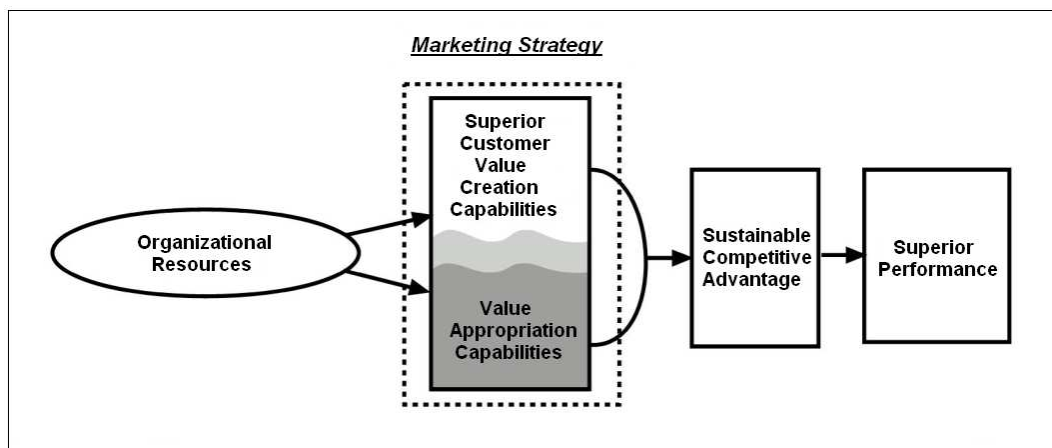 Marketing Strategy
Superior
Customer
Value
Creation
Capabilities
Organizational
Resources
Value
Appropriation
Capabilities
Sustainable
Competitive
Advantage
Superior
Performance